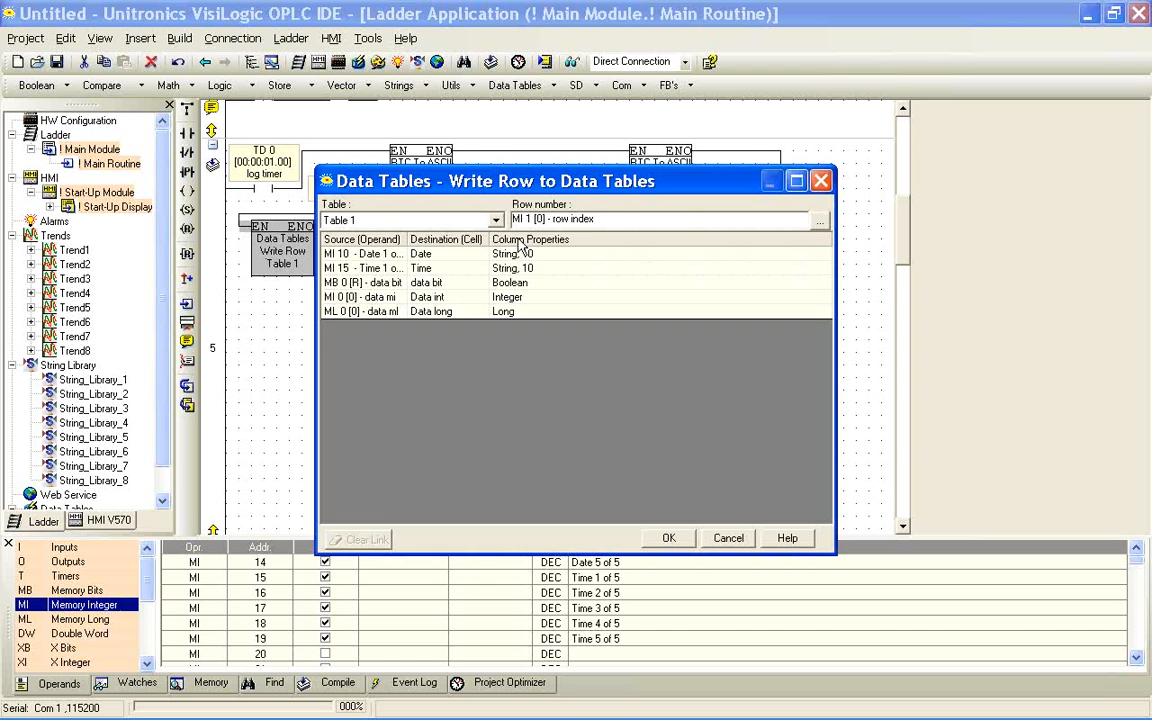 Untitled - Unitronics VisiLogic OPLC IDE - [Ladder Application (! Main Module.! Main Routine)]
Project Edit View Insert Build Connection Ladder HMI Tools Help
Direct Connection
Boolean Compare Math Logic Store Vector Strings Utils Data Tables SD Com FB's
HW Configuration
Ladder
! Main Module
! Main Routine
HMI
! Start-Up Module
! Start-Up Display
Alarms
Trends
Trend1
Trend2
Trend3
Trend4
Trend5
Trend6
Trend7
Trend8
String Library
String_Library_1
String_Library_2
String_Library_3
String_Library_4
String_Library_5
String_Library_6
String_Library_7
String_Library_8
Web Service
Data Tables
Ladder HMI V570
TD 0
[00:00:01.00]
log timer
EN ENO
RTC To ASCII
EN ENO
RTC To ASCII
EN ENO
Data Tables
Write Row
Table 1
5
Data Tables - Write Row to Data Tables
Table : Row number :
Table 1 MI 1 [0] - row index ...
Source (Operand) Destination (Cell) Column Properties
MI 10 - Date 1 o... Date String,
MI 15 - Time 1 o... Time String, 10
MB 0 [R] - data bit data bit Boolean
MI 0 [0] - data mi Data int Integer
ML 0 [0] - data ml Data long Long
Clear Link OK Cancel Help
I Inputs
O Outputs
T Timers
MB Memory Bits
MI Memory Integer
ML Memory Long
DW Double Word
XB X Bits
XI X Integer
Opr. Addr.
MI 14 DEC Date 5 of 5
MI 15 DEC Time 1 of 5
MI 16 DEC Time 2 of 5
MI 17 DEC Time 3 of 5
MI 18 DEC Time 4 of 5
MI 19 DEC Time 5 of 5
MI 20 DEC
Operands Watches Memory Find Compile Event Log Project Optimizer
Serial: Com 1 ,115200 000%